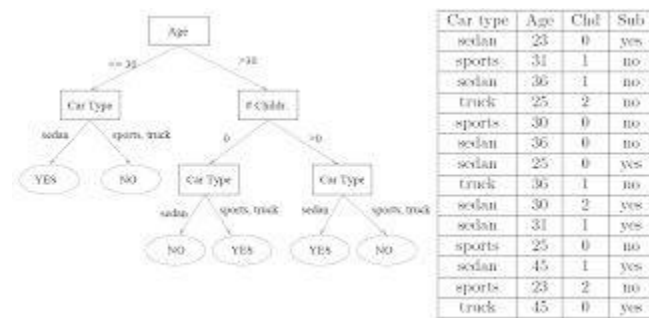 Age
<= 30
>30
Car Type
# Childr.
sedan
sports, truck
0
>0
YES
NO
Car Type
Car Type
sedan
sports, truck
sedan
sports, truck
NO
YES
YES
NO
Car type Age Chd Sub
sedan 23 0 yes
sports 31 1 no
sedan 36 1 no
truck 25 2 no
sports 30 0 no
sedan 36 0 no
sedan 25 0 yes
truck 36 1 no
sedan 30 2 yes
sedan 31 1 yes
sports 25 0 no
sedan 45 1 yes
sports 23 2 no
truck 45 0 yes